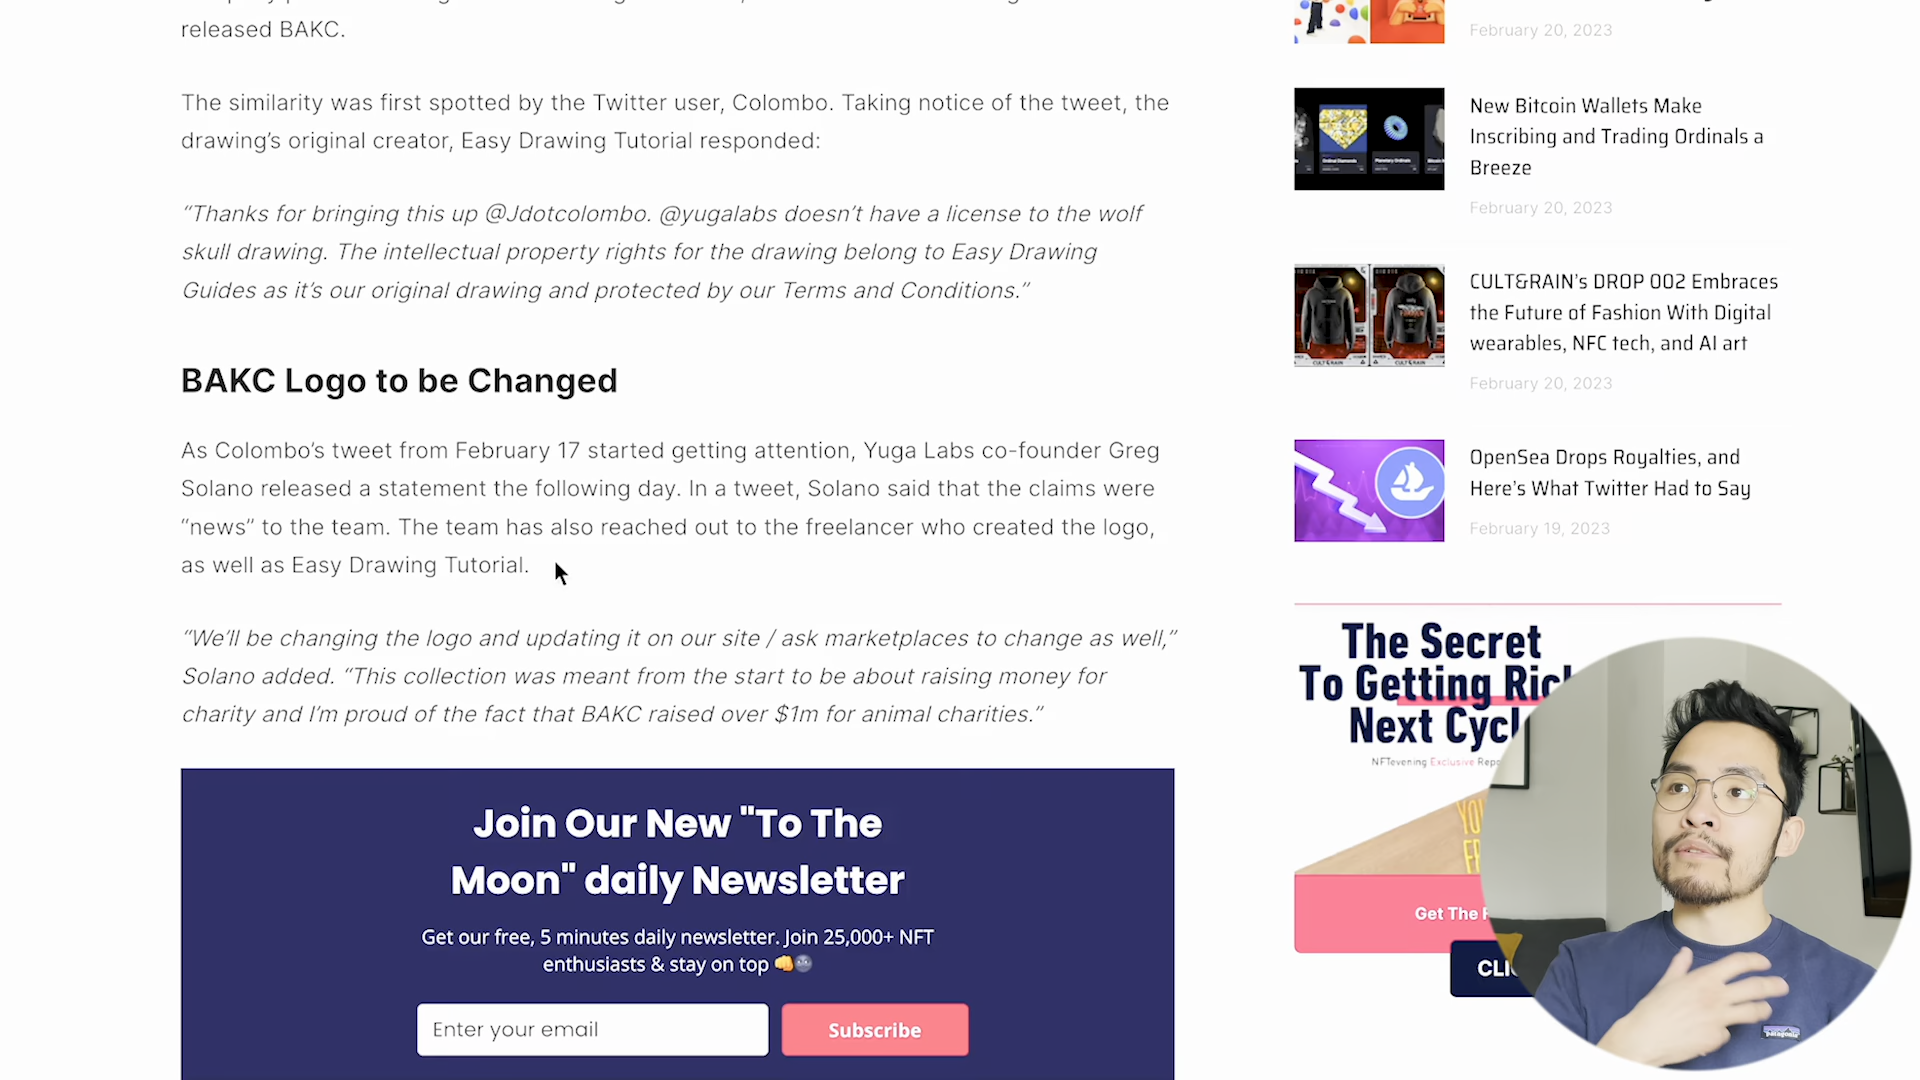 released BAKC.
The similarity was first spotted by the Twitter user, Colombo. Taking notice of the tweet, the
drawing’s original creator, Easy Drawing Tutorial responded:
“Thanks for bringing this up @Jdotcolombo. @yugalabs doesn’t have a license to the wolf
skull drawing. The intellectual property rights for the drawing belong to Easy Drawing
Guides as it’s our original drawing and protected by our Terms and Conditions.”
BAKC Logo to be Changed
As Colombo’s tweet from February 17 started getting attention, Yuga Labs co-founder Greg
Solano released a statement the following day. In a tweet, Solano said that the claims were
“news” to the team. The team has also reached out to the freelancer who created the logo,
as well as Easy Drawing Tutorial.
“We’ll be changing the logo and updating it on our site / ask marketplaces to change as well,”
Solano added. “This collection was meant from the start to be about raising money for
charity and I’m proud of the fact that BAKC raised over $1m for animal charities.”
Join Our New "To The
Moon" daily Newsletter
Get our free, 5 minutes daily newsletter. Join 25,000+ NFT
enthusiasts & stay on top 👊🌚
Enter your email
Subscribe
February 20, 2023
New Bitcoin Wallets Make
Inscribing and Trading Ordinals a
Breeze
February 20, 2023
CULT&RAIN’s DROP 002 Embraces
the Future of Fashion With Digital
wearables, NFC tech, and AI art
February 20, 2023
OpenSea Drops Royalties, and
Here’s What Twitter Had to Say
February 19, 2023
The Secret
To Getting Ric
Next Cycl
NFTevening Exclusive Repo
Get The
CLI
patagonia